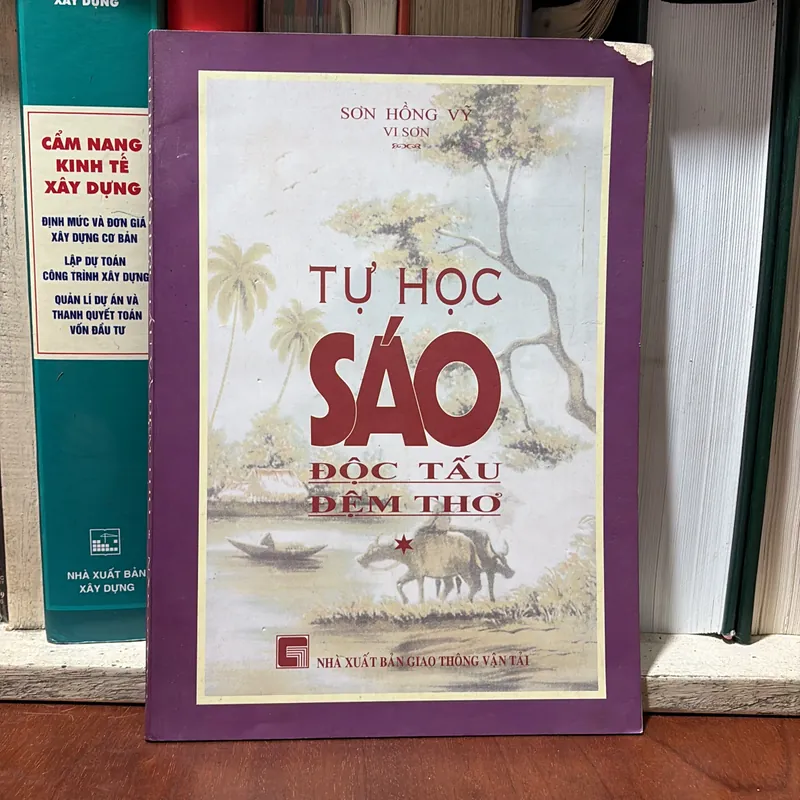 SƠN HỒNG VỸ
VI SƠN
TỰ HỌC
SÁO
ĐỘC TẤU
ĐỆM THƠ
NHÀ XUẤT BẢN GIAO THÔNG VẬN TẢI
XÂY DỰNG
CẨM NANG
KINH TẾ
XÂY DỰNG
ĐỊNH MỨC VÀ ĐƠN GIÁ
XÂY DỰNG CƠ BẢN
LẬP DỰ TOÁN
CÔNG TRÌNH XÂY DỰNG
QUẢN LÍ DỰ ÁN VÀ
THANH QUYẾT TOÁN
VỐN ĐẦU TƯ
NHÀ XUẤT BẢN
XÂY DỰNG